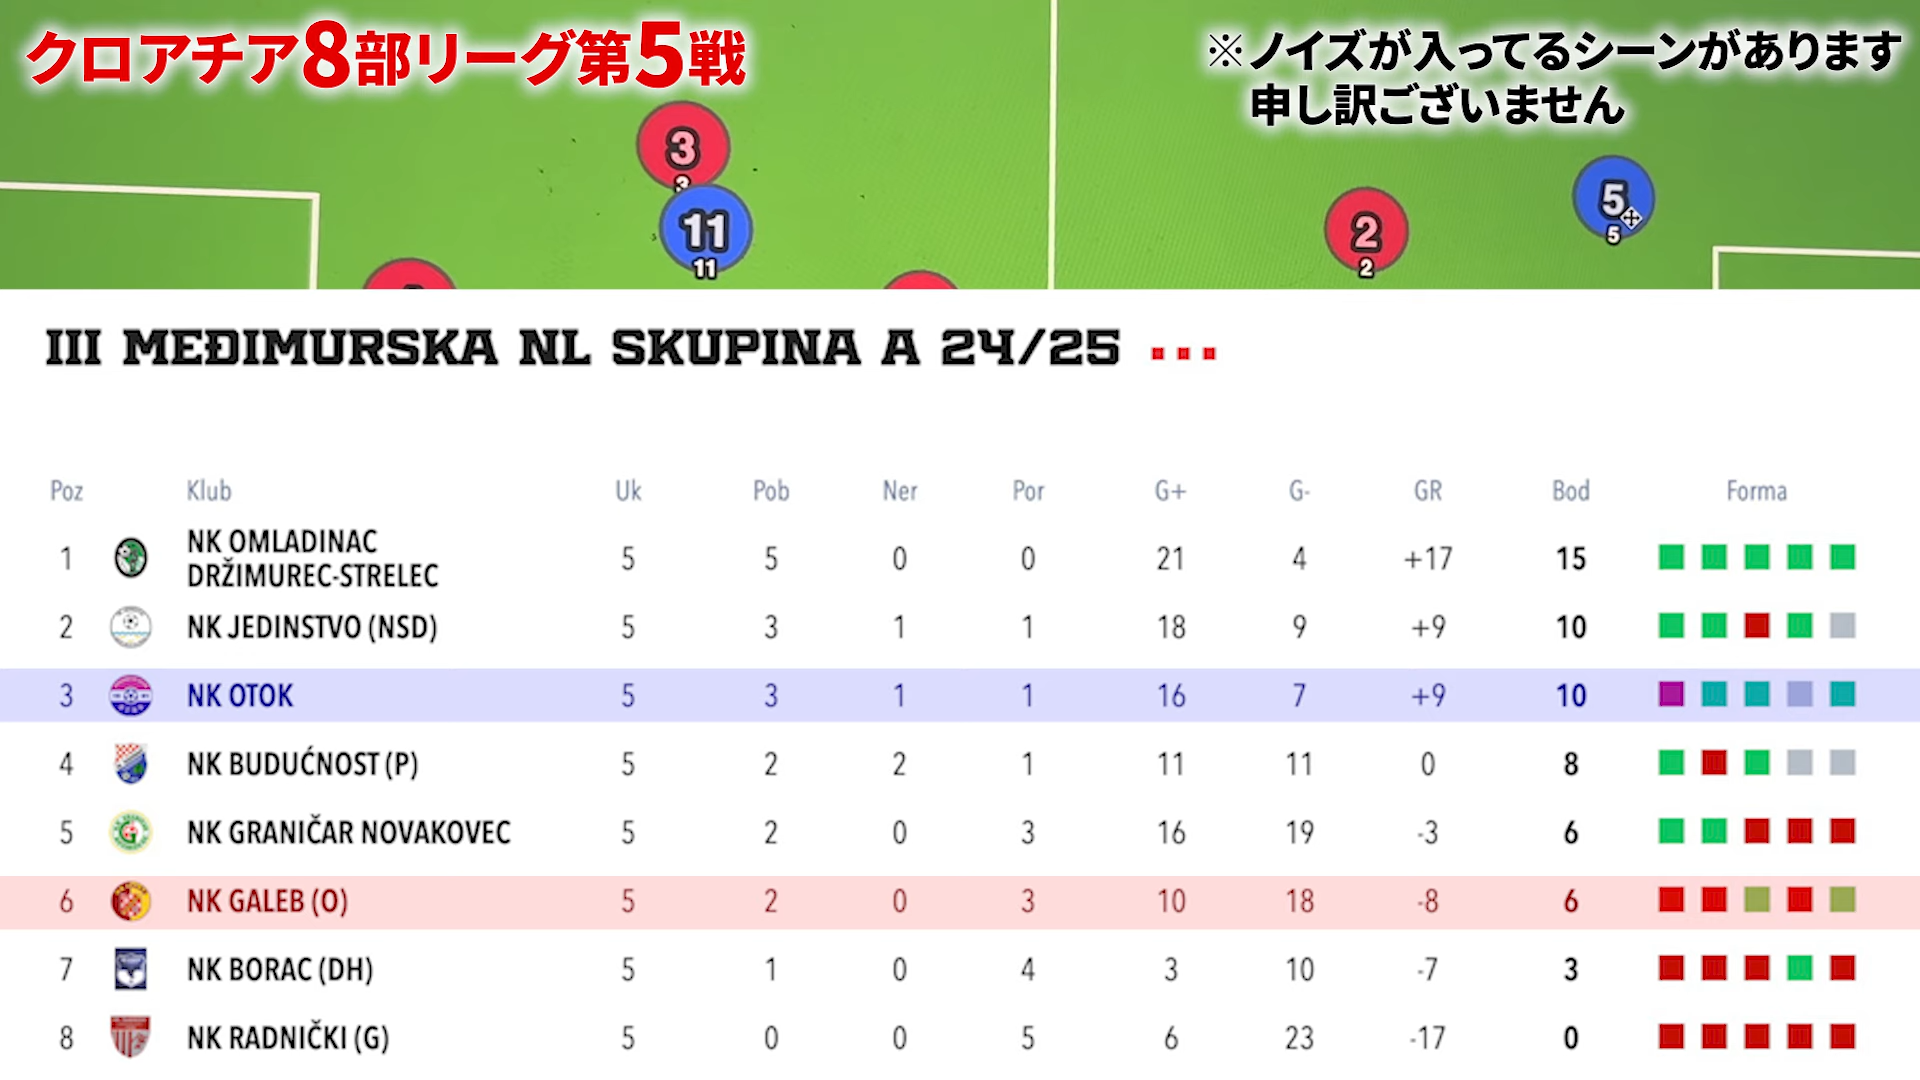 クロアチア8部リーグ第5戦
※ノイズが入ってるシーンがあります
申し訳ございません
3
3
11
11
2
2
5
5
III MEĐIMURSKA NL SKUPINA A 24/25 ...
Poz Klub Uk Pob Ner Por G+ G- GR Bod Forma
1 NK OMLADINAC DRŽIMUREC-STRELEC 5 5 0 0 21 4 +17 15
2 NK JEDINSTVO (NSD) 5 3 1 1 18 9 +9 10
3 NK OTOK 5 3 1 1 16 7 +9 10
4 NK BUDUĆNOST (P) 5 2 2 1 11 11 0 8
5 NK GRANIČAR NOVAKOVEC 5 2 0 3 16 19 -3 6
6 NK GALEB (O) 5 2 0 3 10 18 -8 6
7 NK BORAC (DH) 5 1 0 4 3 10 -7 3
8 NK RADNIČKI (G) 5 0 0 5 6 23 -17 0